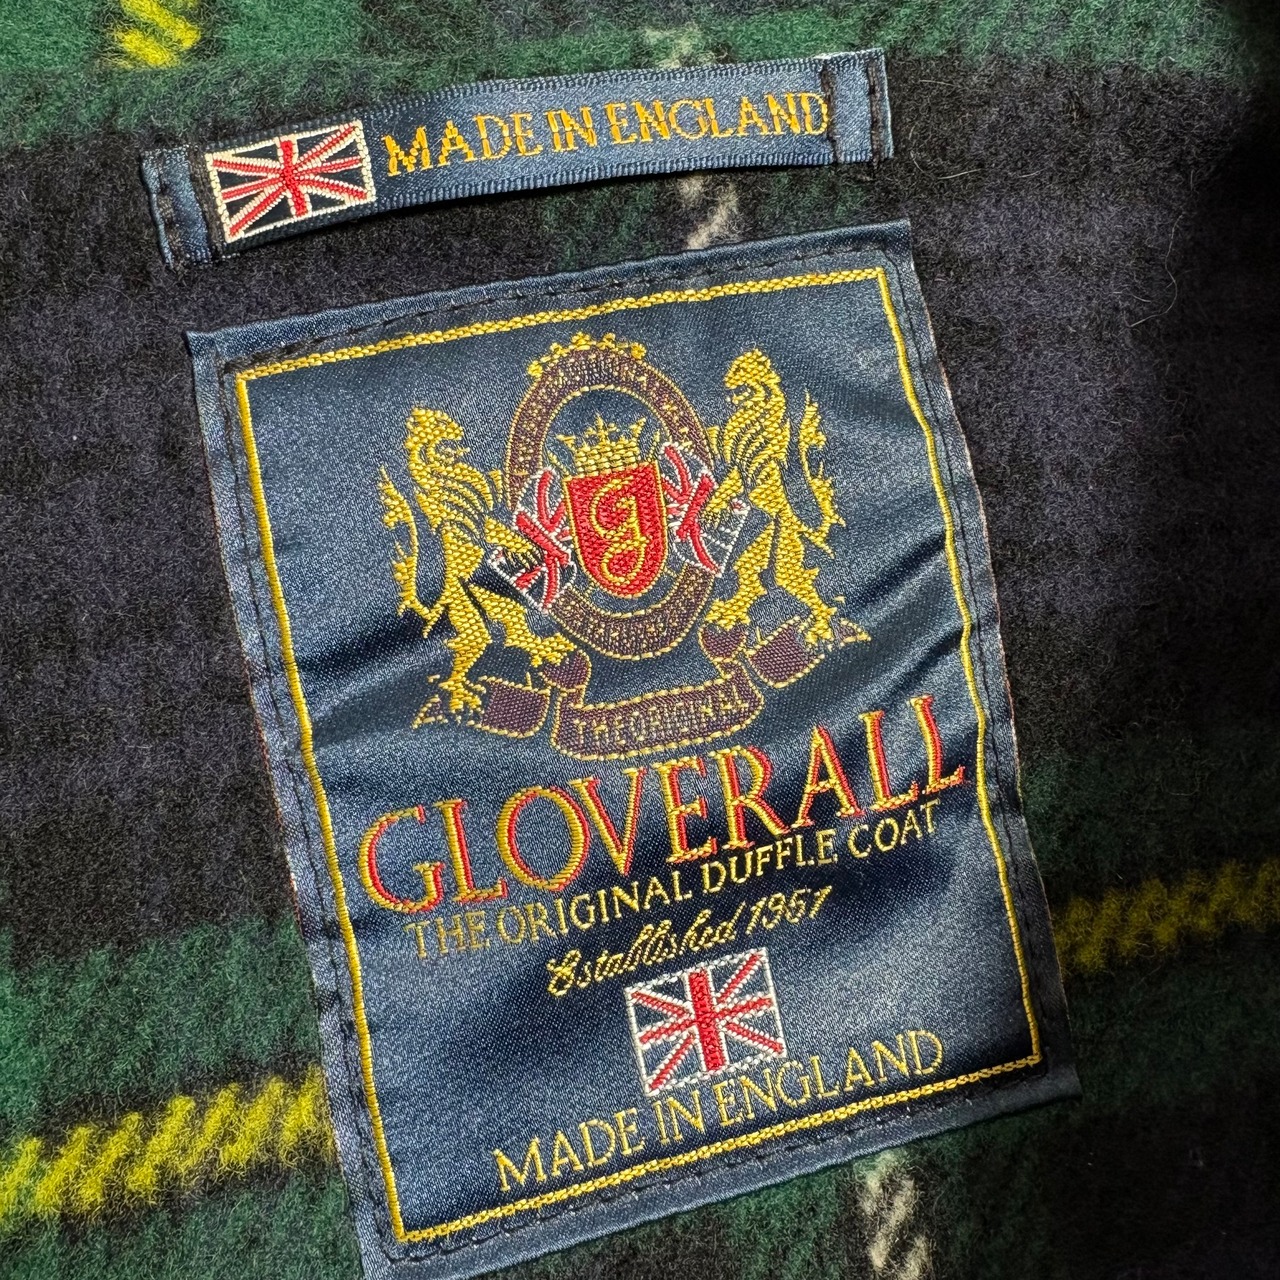 MADE IN ENGLAND
G
THE ORIGINAL
GLOVERALL
THE ORIGINAL DUFFLE COAT
Established 1951
MADE IN ENGLAND